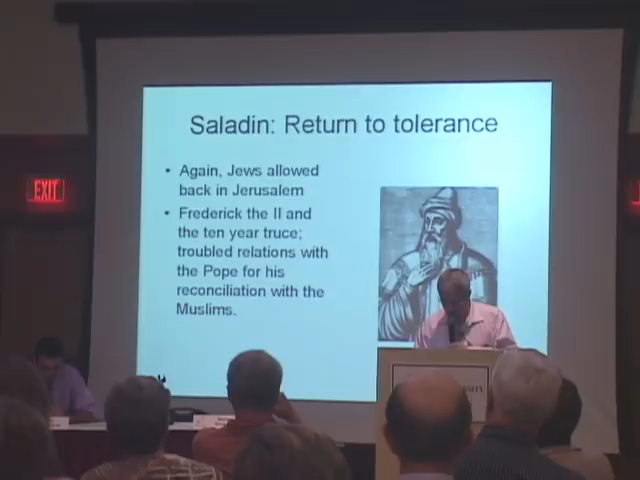 Saladin: Return to tolerance
• Again, Jews allowed
back in Jerusalem
• Frederick the II and
the ten year truce;
troubled relations with
the Pope for his
reconciliation with the
Muslims.
EXIT